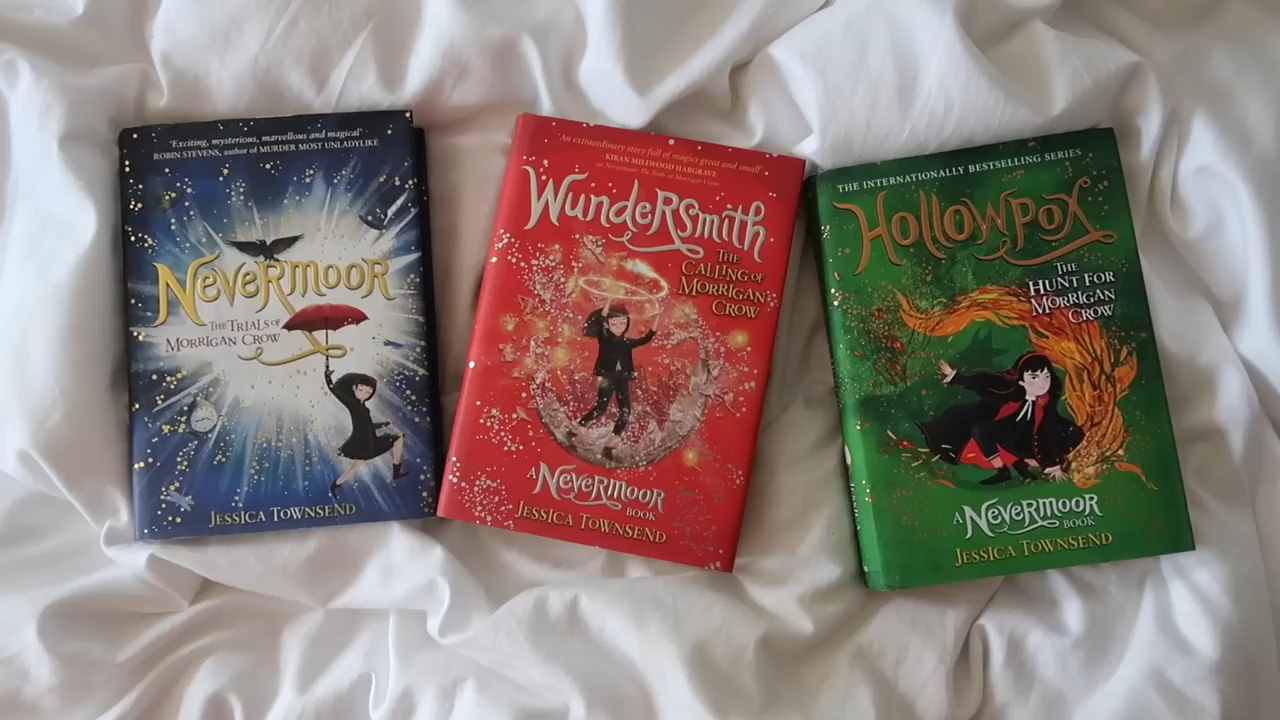 'Exciting, mysterious, marvellous and magical'
ROBIN STEVENS, author of MURDER MOST UNLADYLIKE
NEVERMOOR
THE TRIALS OF
MORRIGAN CROW
JESSICA TOWNSEND
'An extraordinary story full of magics great and small'
KIRAN MILLWOOD HARGRAVE
on Nevermoor: The Trials of Morrigan Crow
WUNDERSMITH
THE
CALLING OF
MORRIGAN
CROW
A NEVERMOOR
BOOK
JESSICA TOWNSEND
THE INTERNATIONALLY BESTSELLING SERIES
HOLLOWPOX
THE
HUNT FOR
MORRIGAN
CROW
A NEVERMOOR
BOOK
JESSICA TOWNSEND